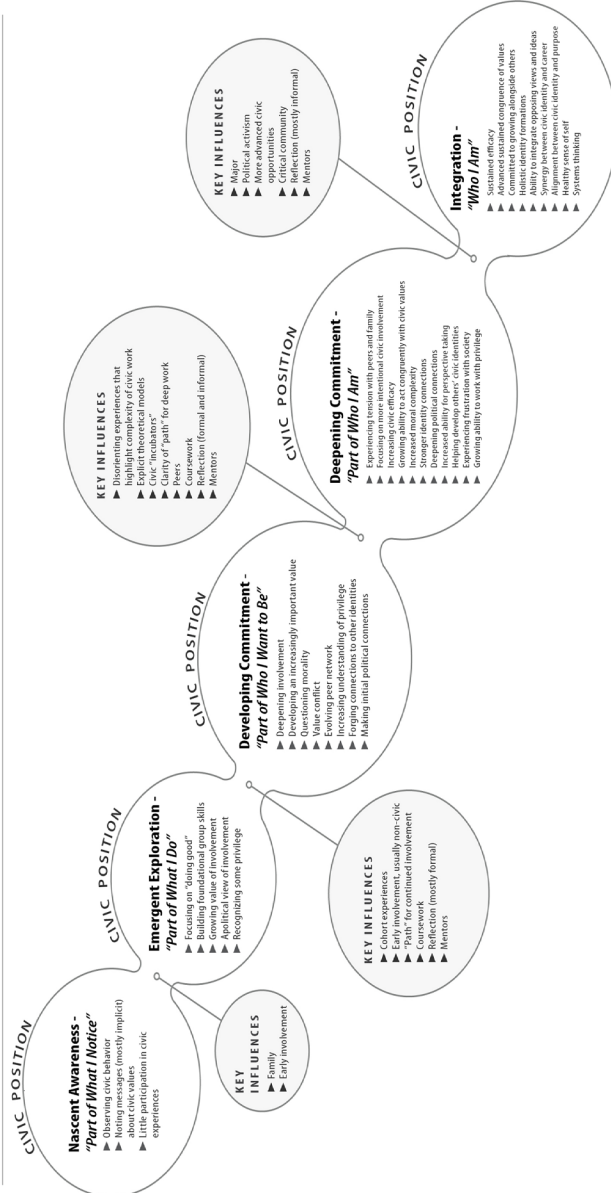 CIVIC POSITION
Nascent Awareness -
"Part of What I Notice"
▶ Observing civic behavior
▶ Noting messages (mostly implicit)
about civic values
▶ Little participation in civic
experiences
KEY
INFLUENCES
▶ Family
▶ Early involvement
CIVIC POSITION
Emergent Exploration -
"Part of What I Do"
▶ Focusing on "doing good"
▶ Building foundational group skills
▶ Growing value of involvement
▶ Apolitical view of involvement
▶ Recognizing some privilege
KEY INFLUENCES
▶ Cohort experiences
▶ Early involvement, usually non-civic
▶ "Path" for continued involvement
▶ Coursework
▶ Reflection (mostly formal)
▶ Mentors
CIVIC POSITION
Developing Commitment -
"Part of Who I Want to Be"
▶ Deepening involvement
▶ Developing an increasingly important value
▶ Questioning morality
▶ Value conflict
▶ Evolving peer network
▶ Increasing understanding of privilege
▶ Forging connections to other identities
▶ Making initial political connections
KEY INFLUENCES
▶ Disorienting experiences that
highlight complexity of civic work
▶ Explicit theoretical models
▶ Civic "incubators"
▶ Clarity of "path" for deep work
▶ Peers
▶ Coursework
▶ Reflection (formal and informal)
▶ Mentors
CIVIC POSITION
Deepening Commitment -
"Part of Who I Am"
▶ Experiencing tension with peers and family
▶ Focusing on more intentional civic involvement
▶ Increasing civic efficacy
▶ Growing ability to act congruently with civic values
▶ Increased moral complexity
▶ Stronger identity connections
▶ Deepening political connections
▶ Increased ability for perspective taking
▶ Helping develop others' civic identities
▶ Experiencing frustration with society
▶ Growing ability to work with privilege
KEY INFLUENCES
▶ Major
▶ Political activism
▶ More advanced civic
opportunities
▶ Critical community
▶ Reflection (mostly informal)
▶ Mentors
CIVIC POSITION
Integration -
"Who I Am"
▶ Sustained efficacy
▶ Advanced sustained congruence of values
▶ Committed to growing alongside others
▶ Holistic identity formations
▶ Ability to integrate opposing views and ideas
▶ Synergy between civic identity and career
▶ Alignment between civic identity and purpose
▶ Healthy sense of self
▶ Systems thinking